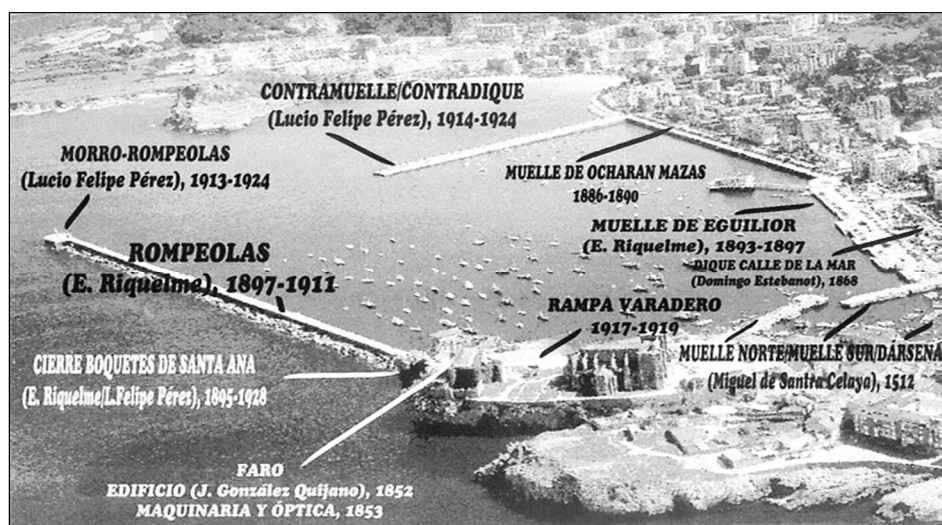 CONTRAMUELLE/CONTRADIQUE
(Lucio Felipe Pérez), 1914-1924
MORRO-ROMPEOLAS
(Lucio Felipe Pérez), 1913-1924
MUELLE DE OCHARAN MAZAS
1886-1890
MUELLE DE EGUILIOR
(E. Riquelme), 1893-1897
ROMPEOLAS
(E. Riquelme), 1897-1911
DIQUE CALLE DE LA MAR
(Domingo Estebanot), 1868
RAMPA VARADERO
1917-1919
MUELLE NORTE/MUELLE SUR/DÁRSENA
(Miguel de Santra Celaya), 1512
CIERRE BOQUETES DE SANTA ANA
(E. Riquelme/L.Felipe Pérez), 1895-1928
FARO
EDIFICIO (J. González Quijano), 1852
MAQUINARIA Y ÓPTICA, 1853